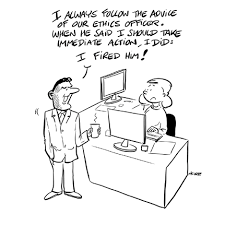 I ALWAYS FOLLOW THE ADVICE
OF OUR ETHICS OFFICER.
WHEN HE SAID I SHOULD TAKE
IMMEDIATE ACTION, I DID:
I FIRED HIM!